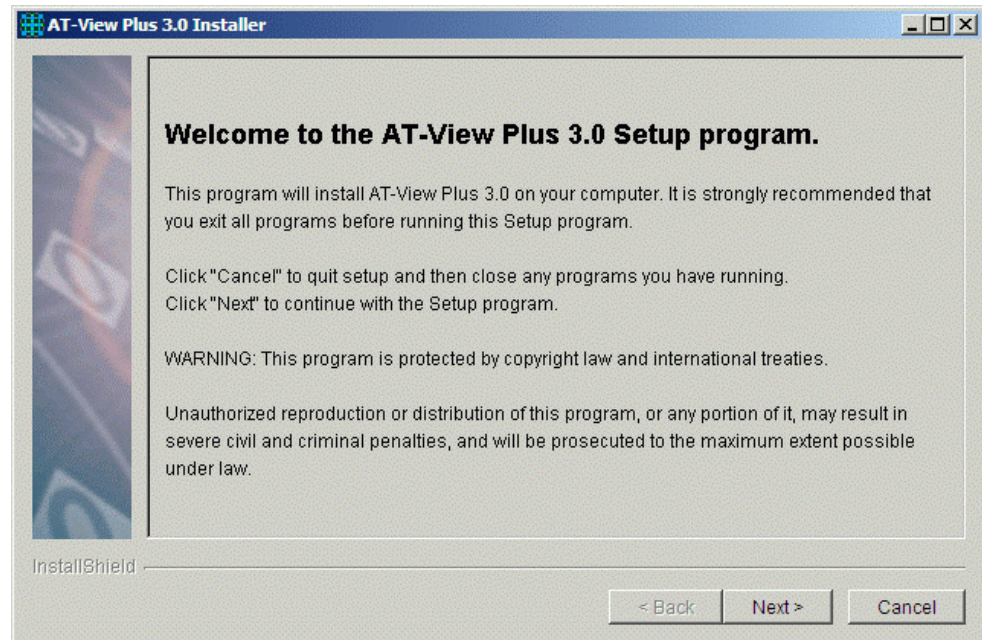 AT-View Plus 3.0 Installer
Welcome to the AT-View Plus 3.0 Setup program.
This program will install AT-View Plus 3.0 on your computer. It is strongly recommended that
you exit all programs before running this Setup program.
Click "Cancel" to quit setup and then close any programs you have running.
Click "Next" to continue with the Setup program.
WARNING: This program is protected by copyright law and international treaties.
Unauthorized reproduction or distribution of this program, or any portion of it, may result in
severe civil and criminal penalties, and will be prosecuted to the maximum extent possible
under law.
InstallShield
< Back
Next >
Cancel